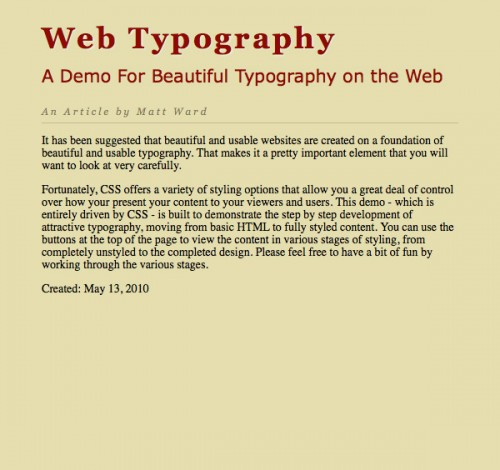 Web Typography
A Demo For Beautiful Typography on the Web
An Article by Matt Ward
It has been suggested that beautiful and usable websites are created on a foundation of
beautiful and usable typography. That makes it a pretty important element that you will
want to look at very carefully.
Fortunately, CSS offers a variety of styling options that allow you a great deal of control
over how your present your content to your viewers and users. This demo - which is
entirely driven by CSS - is built to demonstrate the step by step development of
attractive typography, moving from basic HTML to fully styled content. You can use the
buttons at the top of the page to view the content in various stages of styling, from
completely unstyled to the completed design. Please feel free to have a bit of fun by
working through the various stages.
Created: May 13, 2010